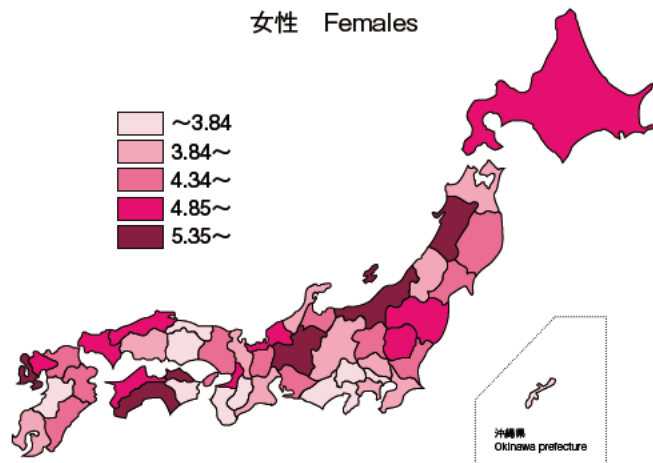 女性 Females
～3.84
3.84～
4.34～
4.85～
5.35～
沖縄県
Okinawa prefecture